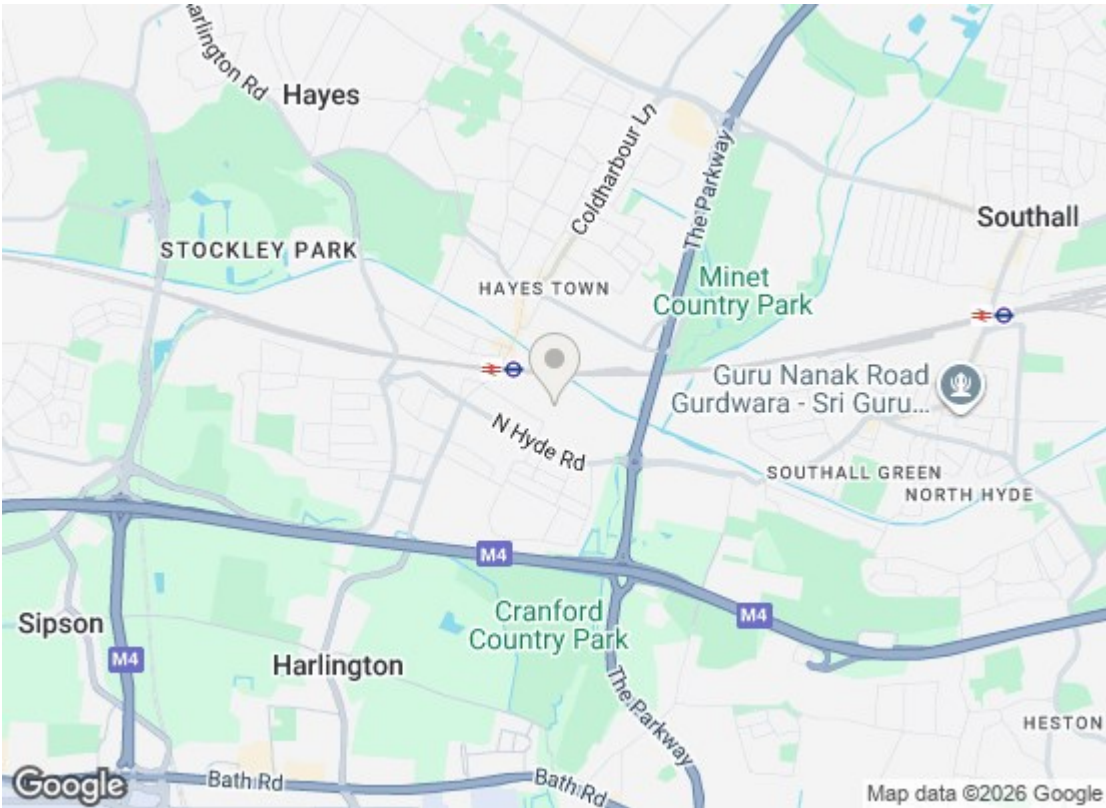 Harlington Rd
Hayes
Coldharbour Ln
The Parkway
Southall
STOCKLEY PARK
HAYES TOWN
Minet
Country Park
Guru Nanak Road
Gurdwara - Sri Guru...
N Hyde Rd
SOUTHALL GREEN
NORTH HYDE
M4
Cranford
Country Park
M4
Sipson
M4
Harlington
The Parkway
HESTON
Bath Rd
Bath Rd
Google
Map data ©2026 Google